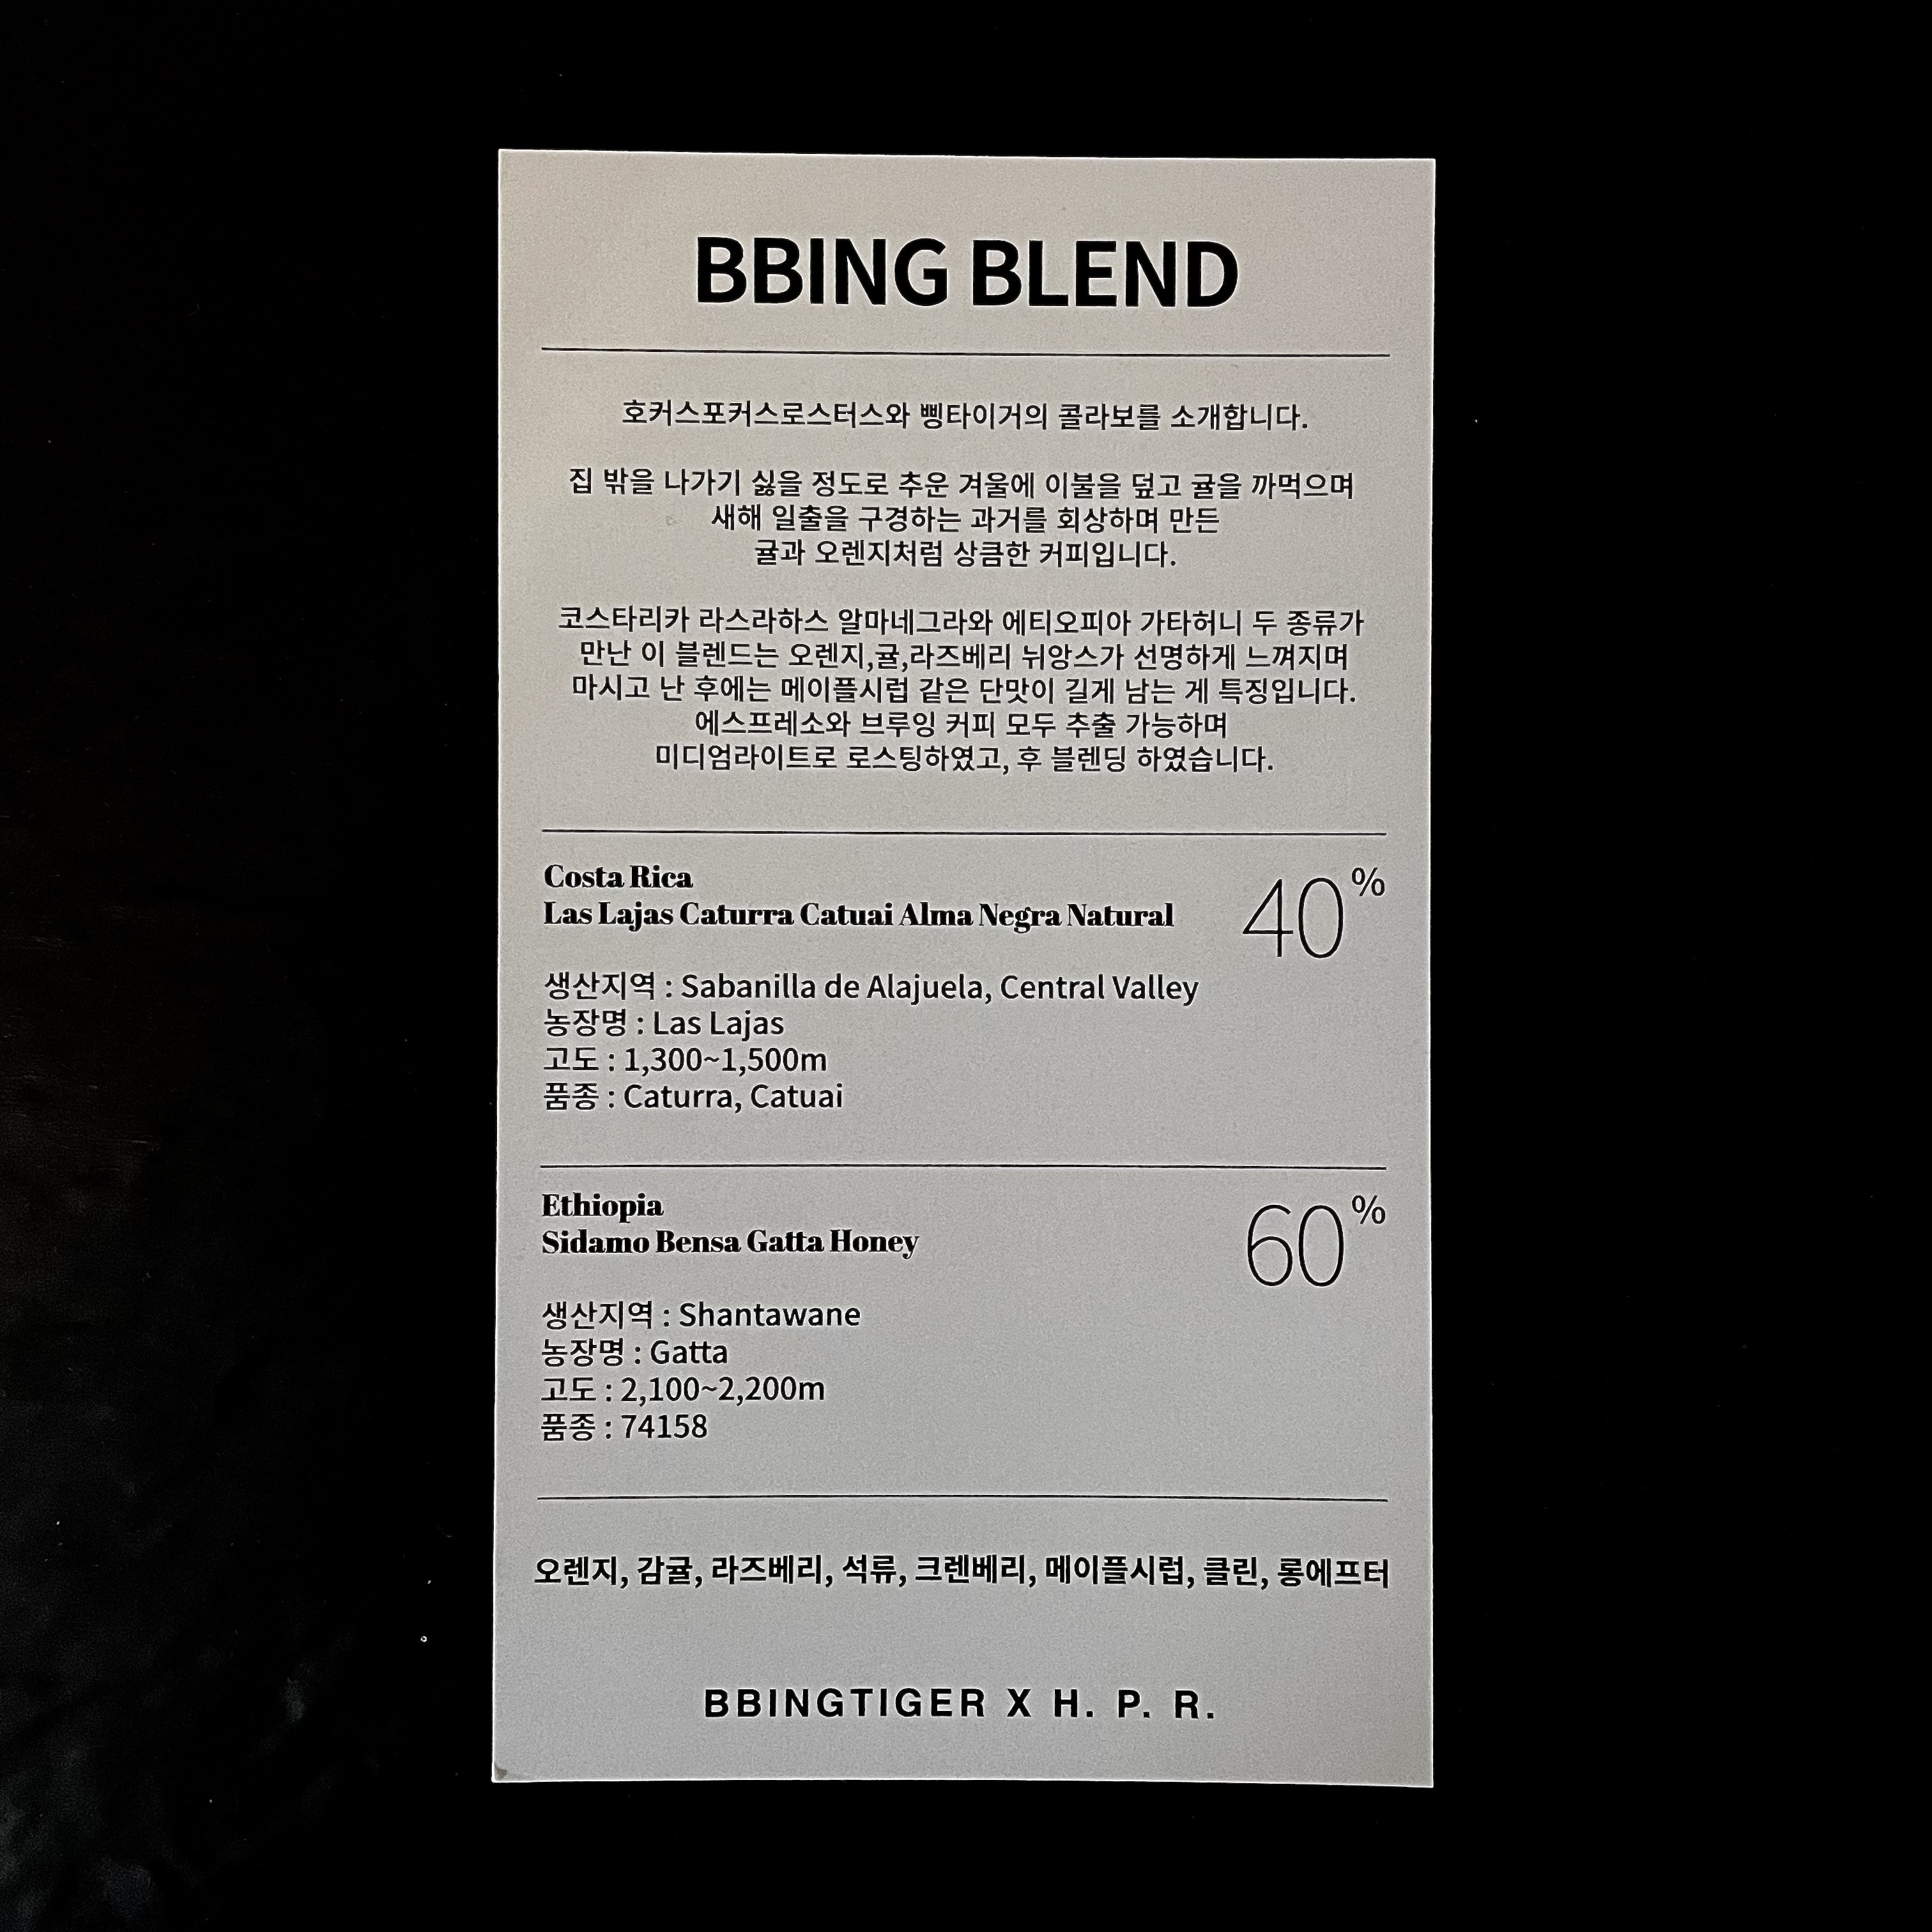 BBING BLEND
호커스포커스로스터스와 삥타이거의 콜라보를 소개합니다.
집 밖을 나가기 싫을 정도로 추운 겨울에 이불을 덮고 귤을 까먹으며
새해 일출을 구경하는 과거를 회상하며 만든
귤과 오렌지처럼 상큼한 커피입니다.
코스타리카 라스라하스 알마네그라와 에티오피아 가타허니 두 종류가
만난 이 블렌드는 오렌지,귤,라즈베리 뉘앙스가 선명하게 느껴지며
마시고 난 후에는 메이플시럽 같은 단맛이 길게 남는 게 특징입니다.
에스프레소와 브루잉 커피 모두 추출 가능하며
미디엄라이트로 로스팅하였고, 후 블렌딩 하였습니다.
Costa Rica
Las Lajas Caturra Catuai Alma Negra Natural
40%
생산지역 : Sabanilla de Alajuela, Central Valley
농장명 : Las Lajas
고도 : 1,300~1,500m
품종 : Caturra, Catuai
Ethiopia
Sidamo Bensa Gatta Honey
60%
생산지역 : Shantawane
농장명 : Gatta
고도 : 2,100~2,200m
품종 : 74158
오렌지, 감귤, 라즈베리, 석류, 크렌베리, 메이플시럽, 클린, 롱에프터
BBINGTIGER X H. P. R.